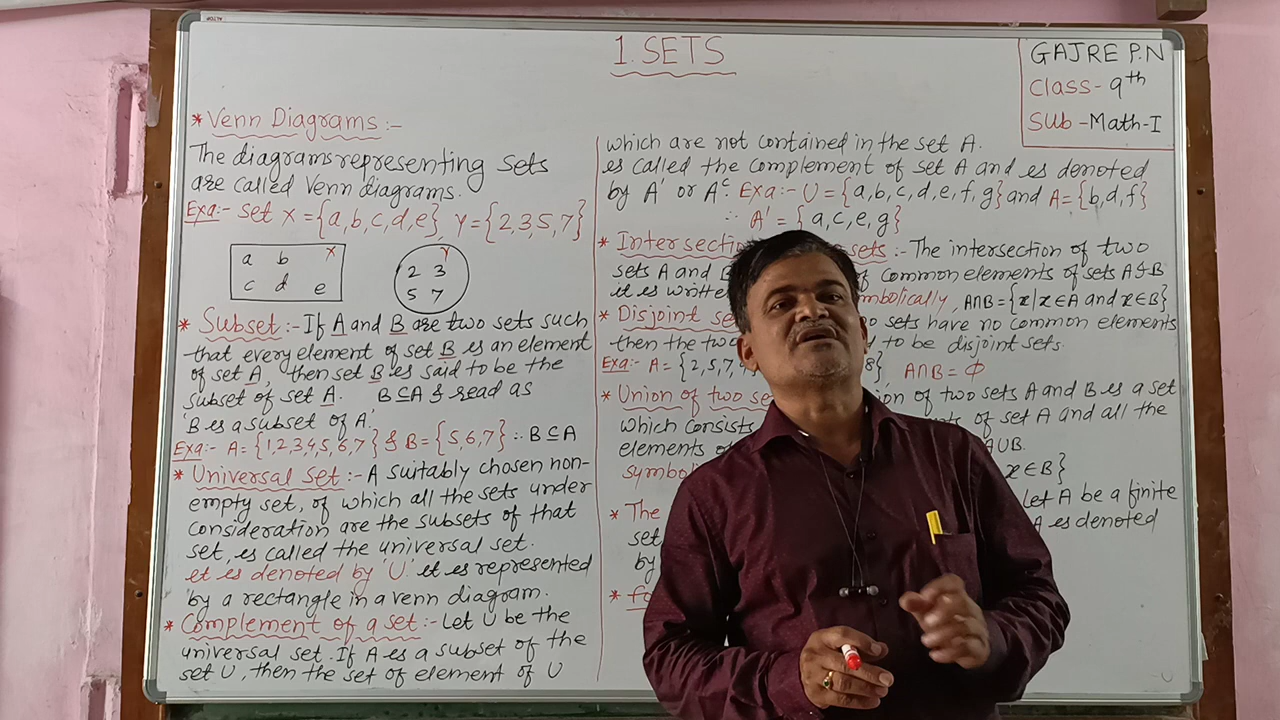 ALTOP
1. SETS
GAJRE P.N
Class - 9th
SUB - Math-I
* Venn Diagrams :-
The diagrams representing sets
are called Venn diagrams.
Exa:- set X = {a,b,c,d,e}, Y = {2,3,5,7}
a b X
c d e
Y
2 3
5 7
* Subset :- If A and B are two sets such
that every element of set B is an element
of set A, then set B is said to be the
subset of set A. B⊆A & read as
'B is a subset of A'
Exa:- A = {1,2,3,4,5,6,7} & B = {5,6,7} ∴ B⊆A
* Universal set :- A suitably chosen non-
empty set, of which all the sets under
consideration are the subsets of that
set, is called the universal set.
it is denoted by 'U' it is represented
by a rectangle in a venn diagram.
* Complement of a set :- Let U be the
universal set. If A is a subset of the
set U, then the set of element of U
which are not contained in the set A.
is called the complement of set A and is denoted
by A' or Aᶜ. Exa:- U = {a,b,c,d,e,f,g} and A = {b,d,f}
∴ A' = {a,c,e,g}
* Intersection sets :- The intersection of two
sets A and B of common elements of sets A & B
it is written symbolically, A∩B = {x|x∈A and x∈B}
* Disjoint sets have no common elements
then the two to be disjoint sets.
Exa:- A = {2,5,7 8} A∩B = Φ
* Union of two of two sets A and B is a set
which consists of set A and all the
elements A∪B.
x∈B}
* The Let A be a finite
set A is denoted
by
*